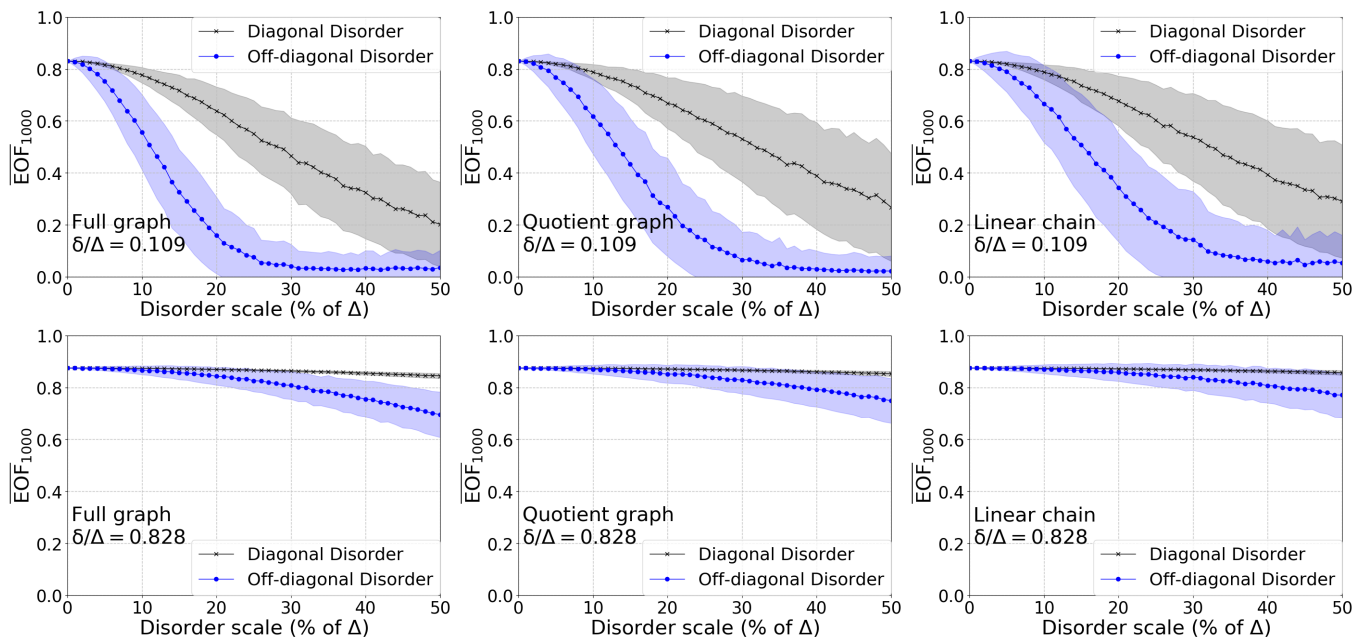 1.0
0.8
0.6
0.4
0.2
0.0
EOF1000
Diagonal Disorder
Off-diagonal Disorder
Full graph
δ/Δ = 0.109
0 10 20 30 40 50
Disorder scale (% of Δ)
1.0
0.8
0.6
0.4
0.2
0.0
EOF1000
Diagonal Disorder
Off-diagonal Disorder
Quotient graph
δ/Δ = 0.109
0 10 20 30 40 50
Disorder scale (% of Δ)
1.0
0.8
0.6
0.4
0.2
0.0
EOF1000
Diagonal Disorder
Off-diagonal Disorder
Linear chain
δ/Δ = 0.109
0 10 20 30 40 50
Disorder scale (% of Δ)
1.0
0.8
0.6
0.4
0.2
0.0
EOF1000
Full graph
δ/Δ = 0.828
Diagonal Disorder
Off-diagonal Disorder
0 10 20 30 40 50
Disorder scale (% of Δ)
1.0
0.8
0.6
0.4
0.2
0.0
EOF1000
Quotient graph
δ/Δ = 0.828
Diagonal Disorder
Off-diagonal Disorder
0 10 20 30 40 50
Disorder scale (% of Δ)
1.0
0.8
0.6
0.4
0.2
0.0
EOF1000
Linear chain
δ/Δ = 0.828
Diagonal Disorder
Off-diagonal Disorder
0 10 20 30 40 50
Disorder scale (% of Δ)